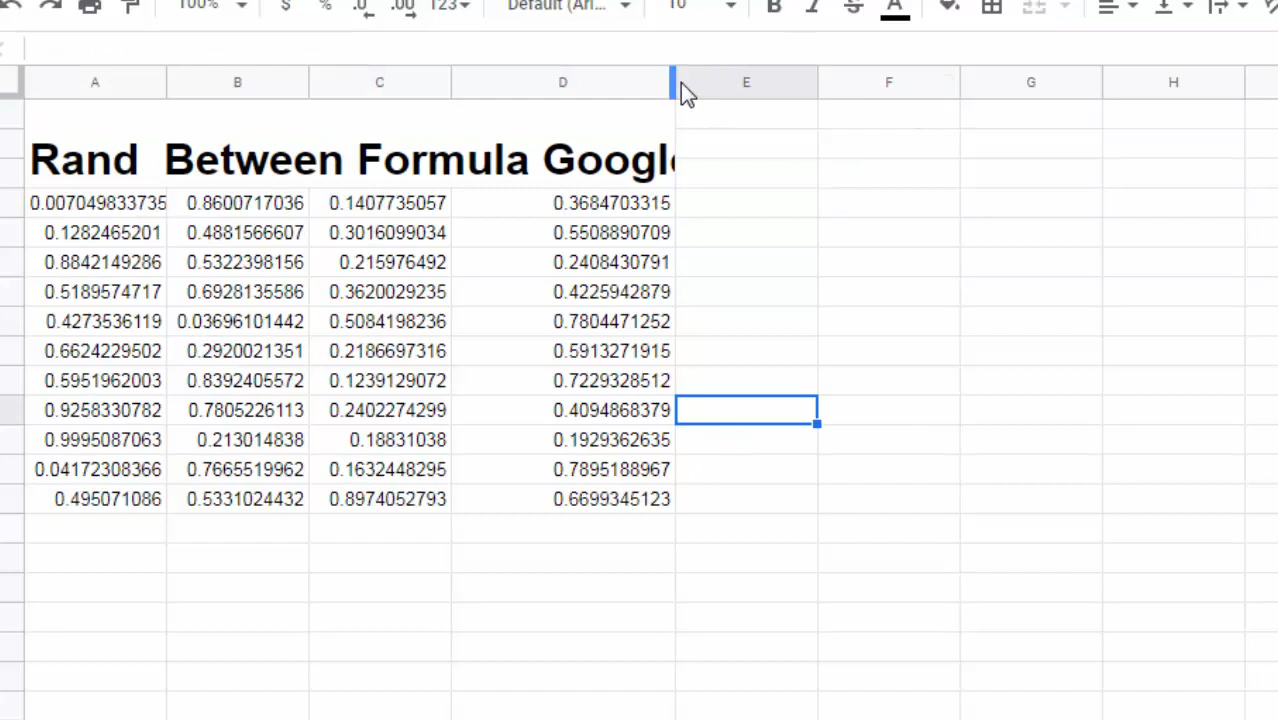 100% $ % .0 .00 123 Default (Ari... 10 B I S A
A B C D E F G H
Rand Between Formula Google
0.007049833735 0.8600717036 0.1407735057 0.3684703315
0.1282465201 0.4881566607 0.3016099034 0.5508890709
0.8842149286 0.5322398156 0.215976492 0.2408430791
0.5189574717 0.6928135586 0.3620029235 0.4225942879
0.4273536119 0.03696101442 0.5084198236 0.7804471252
0.6624229502 0.2920021351 0.2186697316 0.5913271915
0.5951962003 0.8392405572 0.1239129072 0.7229328512
0.9258330782 0.7805226113 0.2402274299 0.4094868379
0.9995087063 0.213014838 0.18831038 0.1929362635
0.04172308366 0.7665519962 0.1632448295 0.7895188967
0.495071086 0.5331024432 0.8974052793 0.6699345123